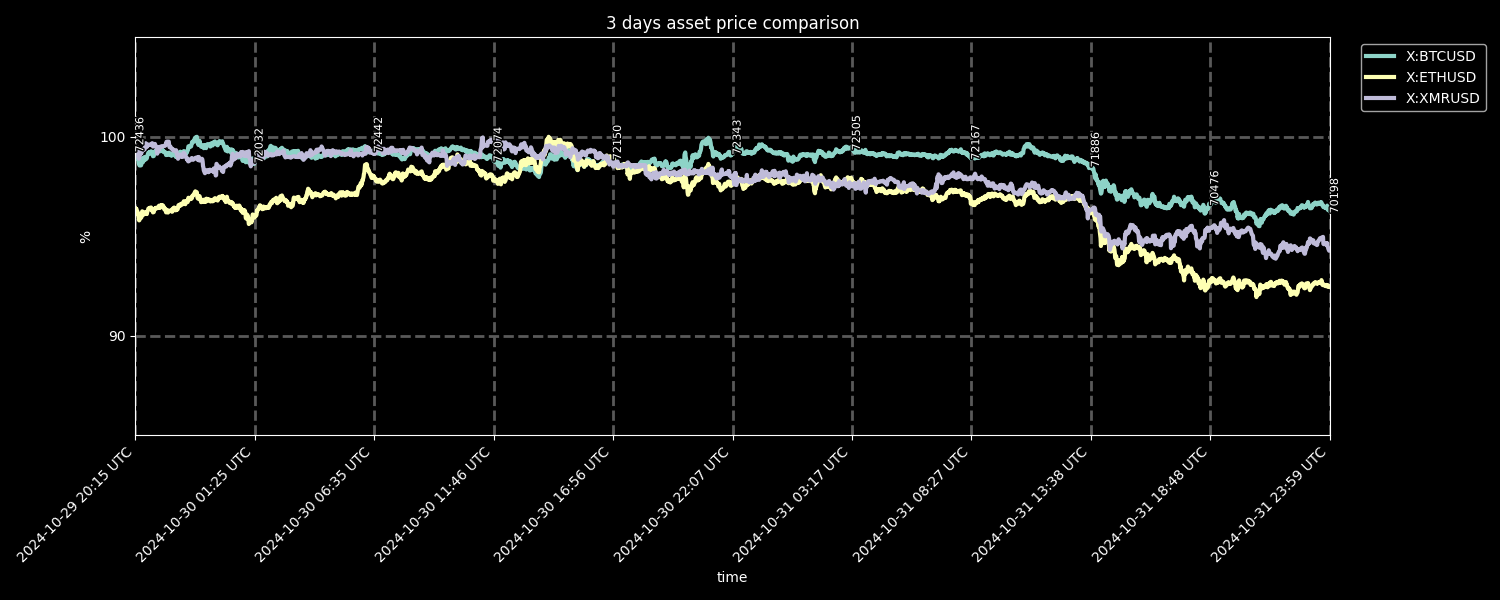 3 days asset price comparison
X:BTCUSD
X:ETHUSD
X:XMRUSD
100
90
%
72436
72032
72442
72074
72150
72343
72505
72167
71886
70476
70198
2024-10-29 20:15 UTC
2024-10-30 01:25 UTC
2024-10-30 06:35 UTC
2024-10-30 11:46 UTC
2024-10-30 16:56 UTC
2024-10-30 22:07 UTC
2024-10-31 03:17 UTC
2024-10-31 08:27 UTC
2024-10-31 13:38 UTC
2024-10-31 18:48 UTC
2024-10-31 23:59 UTC
time